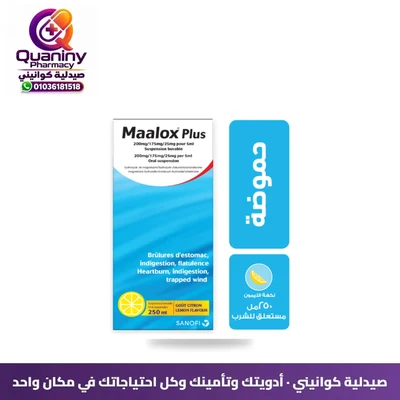 Quaniny
Pharmacy
صيدلية كوانيني
01036181518
Maalox Plus
200mg/175mg/25mg pour 5ml
Suspension buvable
200mg/175mg/25mg per 5ml
Oral suspension
Brûlures d'estomac,
indigestion, flatulence
Heartburn, indigestion,
trapped wind
GOÛT CITRON
LEMON FLAVOUR
250 ml
SANOFI
حموضة
نكهة الليمون
٢٥٠ مل
مستعلق للشرب
صيدلية كوانيني - أدويتك وتأمينك وكل احتياجاتك في مكان واحد